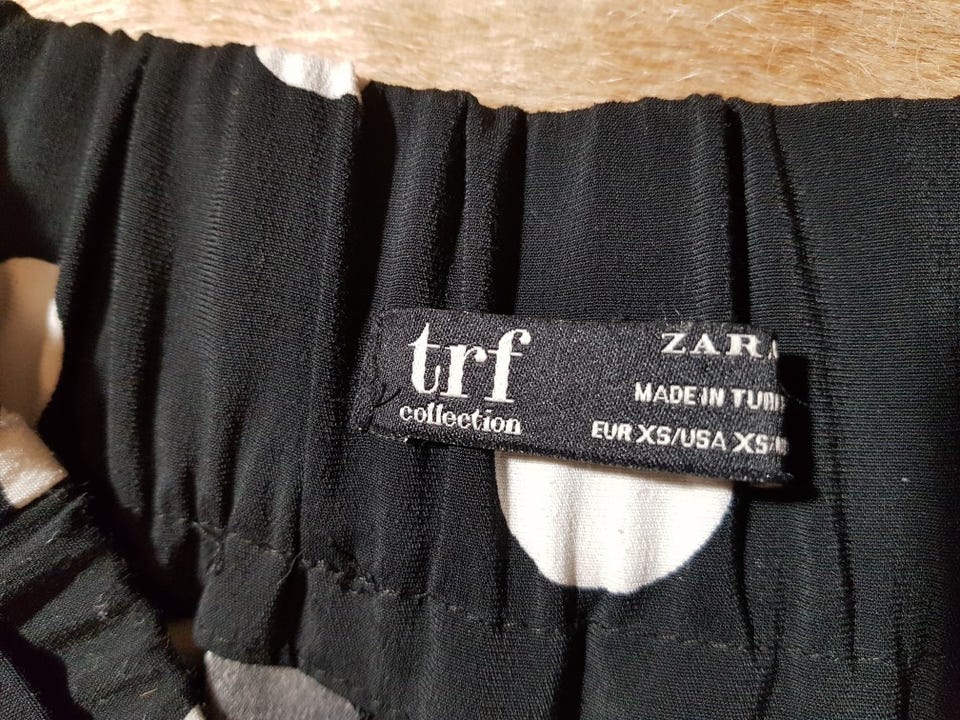 trf
collection
ZARA
MADE IN
EUR XS/USA XS